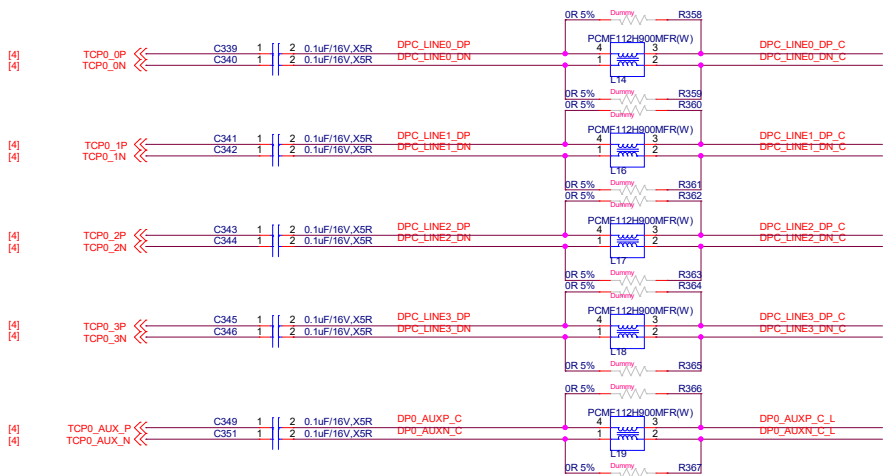 0R 5% Dummy R358
PCMF112H900MFR(W)
[4] TCP0_0P C339 1 2 0.1uF/16V,X5R DPC_LINE0_DP 4 3 DPC_LINE0_DP_C
[4] TCP0_0N C340 1 2 0.1uF/16V,X5R DPC_LINE0_DN 1 2 DPC_LINE0_DN_C
L14
0R 5% Dummy R359
0R 5% Dummy R360
PCMF112H900MFR(W)
[4] TCP0_1P C341 1 2 0.1uF/16V,X5R DPC_LINE1_DP 4 3 DPC_LINE1_DP_C
[4] TCP0_1N C342 1 2 0.1uF/16V,X5R DPC_LINE1_DN 1 2 DPC_LINE1_DN_C
L16
0R 5% Dummy R361
0R 5% Dummy R362
PCMF112H900MFR(W)
[4] TCP0_2P C343 1 2 0.1uF/16V,X5R DPC_LINE2_DP 4 3 DPC_LINE2_DP_C
[4] TCP0_2N C344 1 2 0.1uF/16V,X5R DPC_LINE2_DN 1 2 DPC_LINE2_DN_C
L17
0R 5% Dummy R363
0R 5% Dummy R364
PCMF112H900MFR(W)
[4] TCP0_3P C345 1 2 0.1uF/16V,X5R DPC_LINE3_DP 4 3 DPC_LINE3_DP_C
[4] TCP0_3N C346 1 2 0.1uF/16V,X5R DPC_LINE3_DN 1 2 DPC_LINE3_DN_C
L18
0R 5% Dummy R365
0R 5% Dummy R366
PCMF112H900MFR(W)
[4] TCP0_AUX_P C349 1 2 0.1uF/16V,X5R DP0_AUXP_C 4 3 DP0_AUXP_C_L
[4] TCP0_AUX_N C351 1 2 0.1uF/16V,X5R DP0_AUXN_C 1 2 DP0_AUXN_C_L
L19
0R 5% Dummy R367